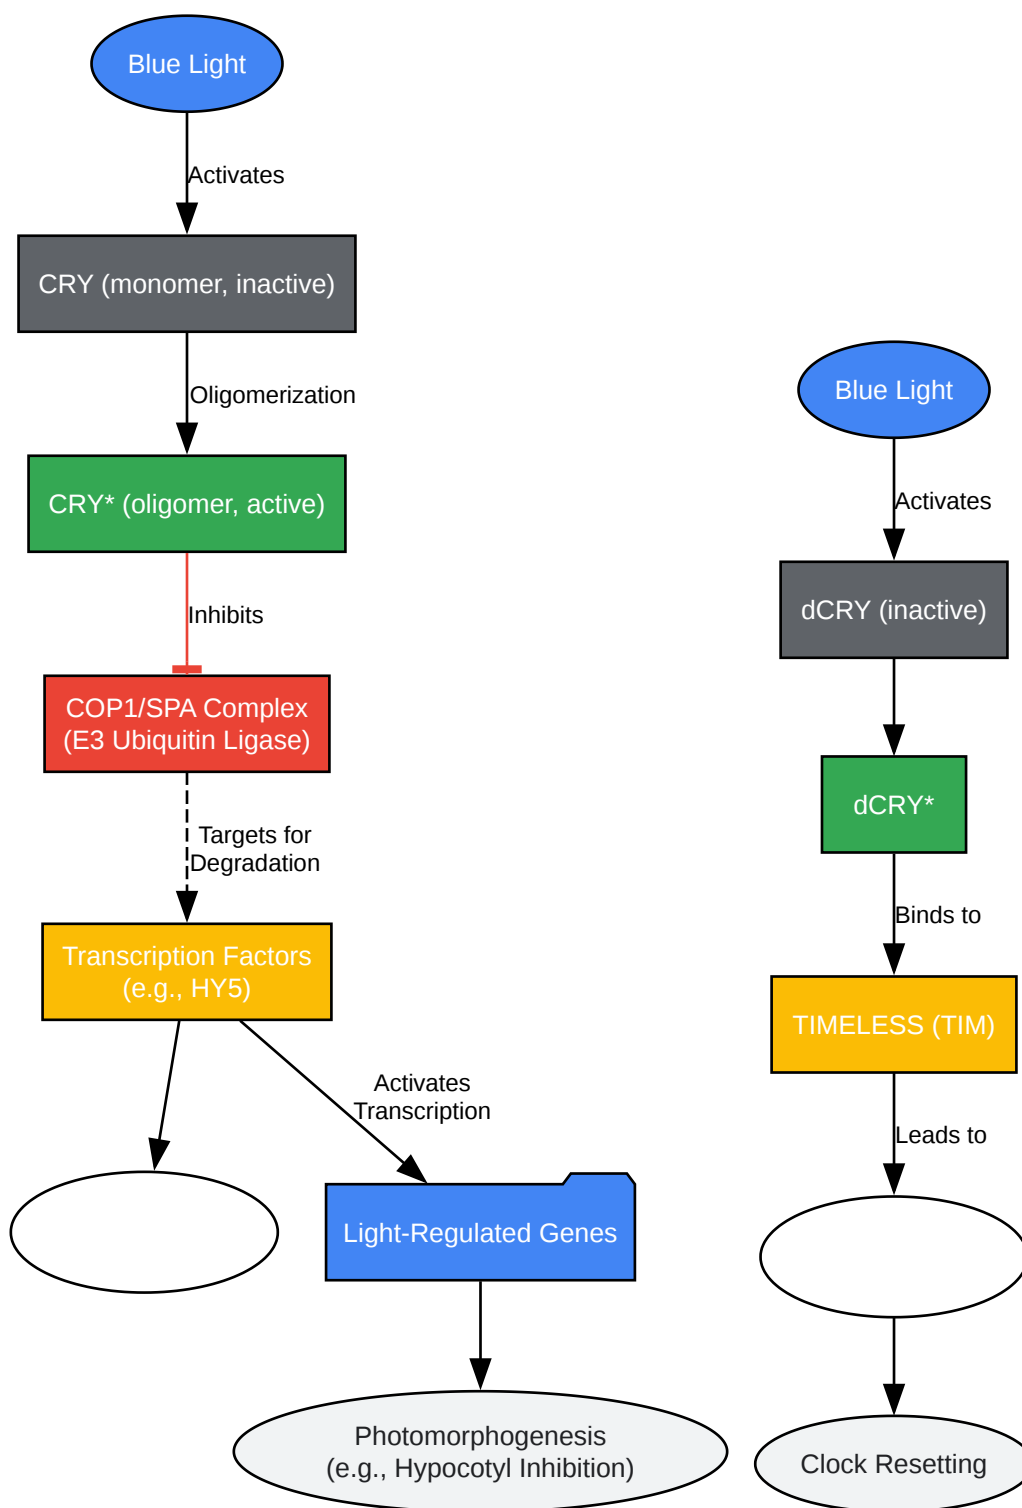 Blue Light
Activates
CRY (monomer, inactive)
Oligomerization
CRY* (oligomer, active)
Inhibits
COP1/SPA Complex
(E3 Ubiquitin Ligase)
Targets for
Degradation
Transcription Factors
(e.g., HY5)
Activates
Transcription
Light-Regulated Genes
Photomorphogenesis
(e.g., Hypocotyl Inhibition)
Blue Light
Activates
dCRY (inactive)
dCRY*
Binds to
TIMELESS (TIM)
Leads to
Clock Resetting